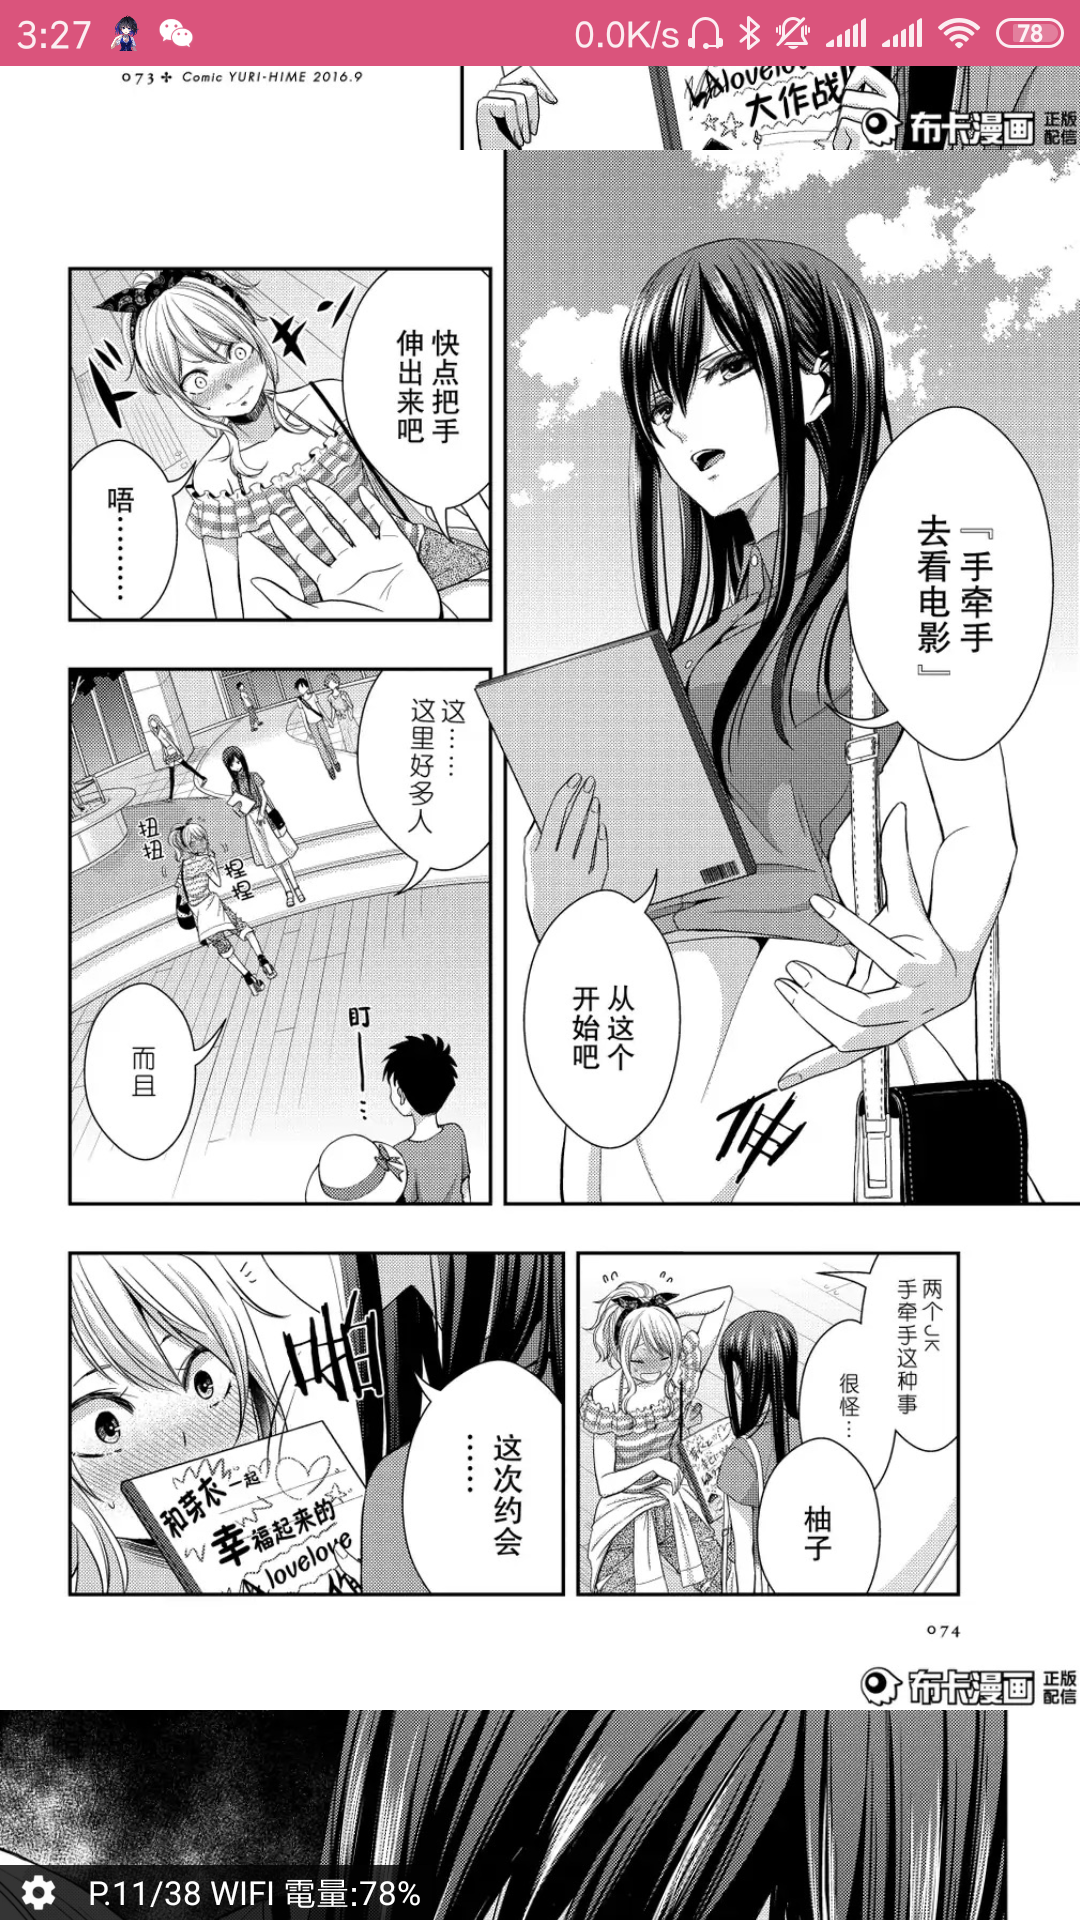 3:27
0.0K/s
78
073 ✢ Comic YURI-HIME 2016.9
大作战
布卡漫画
正版
配信
『手牵手
去看电影』
从这个
开始吧
伸
快点把手
伸出来吧
唔………
这……
这里好多人
扭扭
捏捏
盯
而且
两个JK
手牵手这种事
很怪…
柚子
这次约会
……
啪
和芽衣一起
幸福起来的
lovelore
074
布卡漫画
正版
配信
P.11/38 WIFI 電量:78%